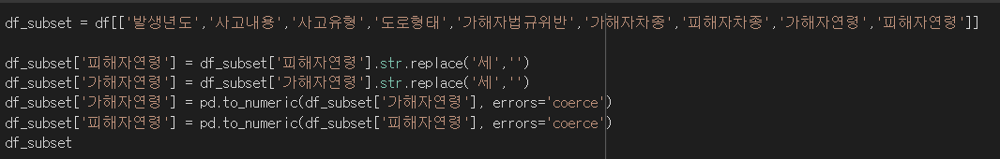 df_subset = df[['발생년도','사고내용','사고유형','도로형태','가해자법규위반','가해자차종','피해자차종','가해자연령','피해자연령']]
df_subset['피해자연령'] = df_subset['피해자연령'].str.replace('세','')
df_subset['가해자연령'] = df_subset['가해자연령'].str.replace('세','')
df_subset['가해자연령'] = pd.to_numeric(df_subset['가해자연령'], errors='coerce')
df_subset['피해자연령'] = pd.to_numeric(df_subset['피해자연령'], errors='coerce')
df_subset